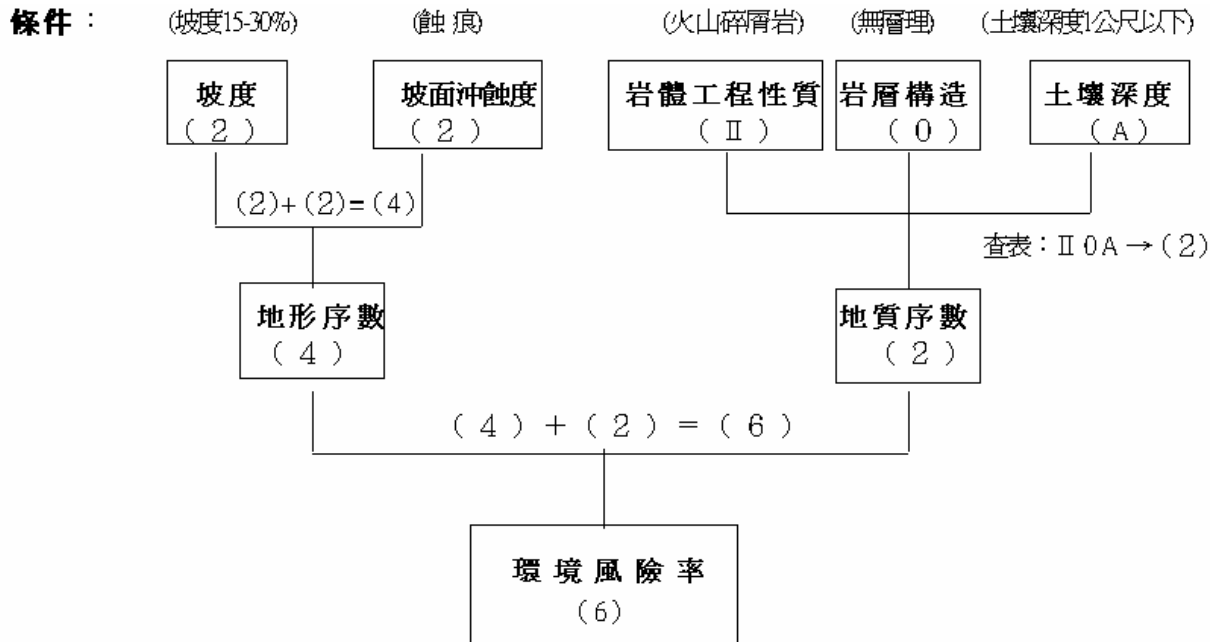 條件： (坡度15-30%) (蝕痕) (火山碎屑岩) (無層理) (土壤深度1公尺以下)
坡度 坡面沖蝕度 岩體工程性質 岩層構造 土壤深度
(2) (2) (Ⅱ) (0) (A)
(2)+(2)=(4)
查表：Ⅱ0A→(2)
地形序數 地質序數
(4) (2)
(4)+(2)=(6)
環境風險率
(6)